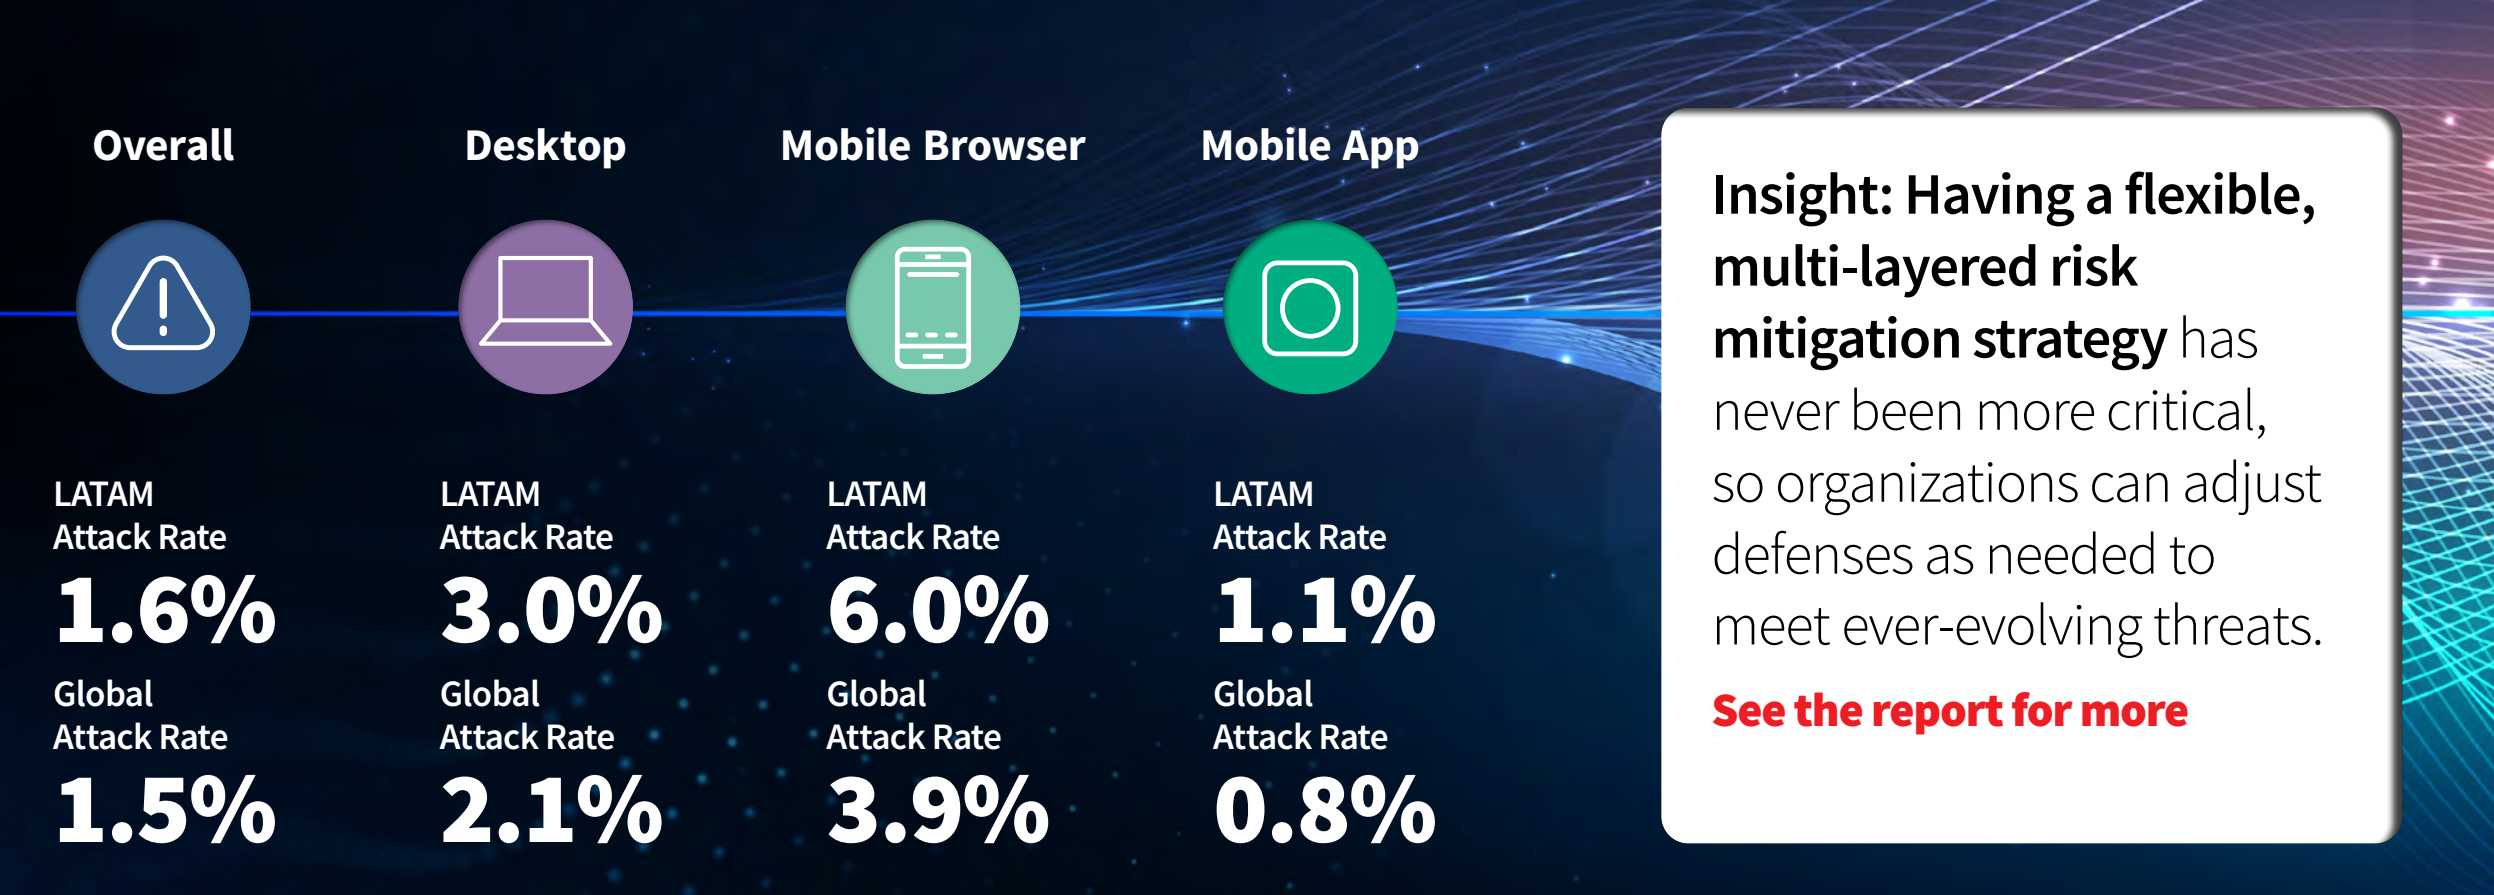 Overall
LATAM
Attack Rate
1.6%
Global
Attack Rate
1.5%
Desktop
LATAM
Attack Rate
3.0%
Global
Attack Rate
2.1%
Mobile Browser
LATAM
Attack Rate
6.0%
Global
Attack Rate
3.9%
Mobile App
LATAM
Attack Rate
1.1%
Global
Attack Rate
0.8%
Insight: Having a flexible,
multi-layered risk
mitigation strategy has
never been more critical,
so organizations can adjust
defenses as needed to
meet ever-evolving threats.
See the report for more